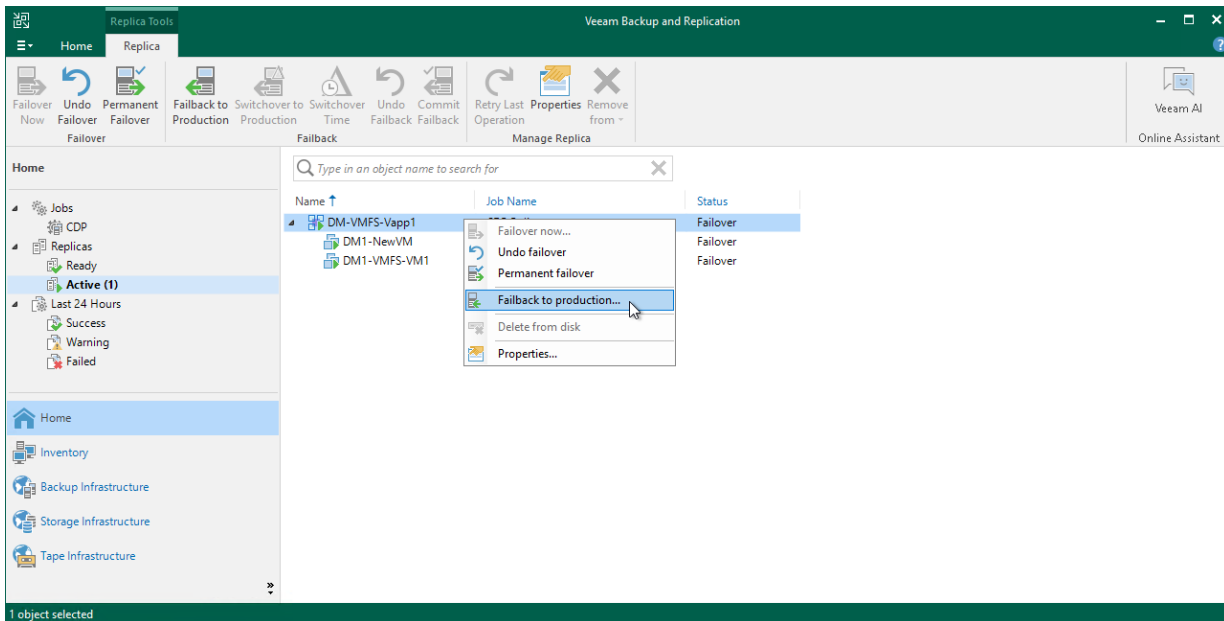 Replica Tools
Veeam Backup and Replication
Home
Replica
?
Failover Now
Undo Failover
Permanent Failover
Failback to Production
Switchover to Production
Switchover Time
Undo Failback
Commit Failback
Retry Last Operation
Properties
Remove from
Veeam AI
Failover
Failback
Manage Replica
Online Assistant
Home
Type in an object name to search for
Name
Job Name
Status
Jobs
CDP
Replicas
Ready
Active (1)
Last 24 Hours
Success
Warning
Failed
DM-VMFS-Vapp1
Failover
DM1-NewVM
Failover
DM1-VMFS-VM1
Failover
Failover now...
Undo failover
Permanent failover
Failback to production...
Delete from disk
Properties...
Home
Inventory
Backup Infrastructure
Storage Infrastructure
Tape Infrastructure
1 object selected